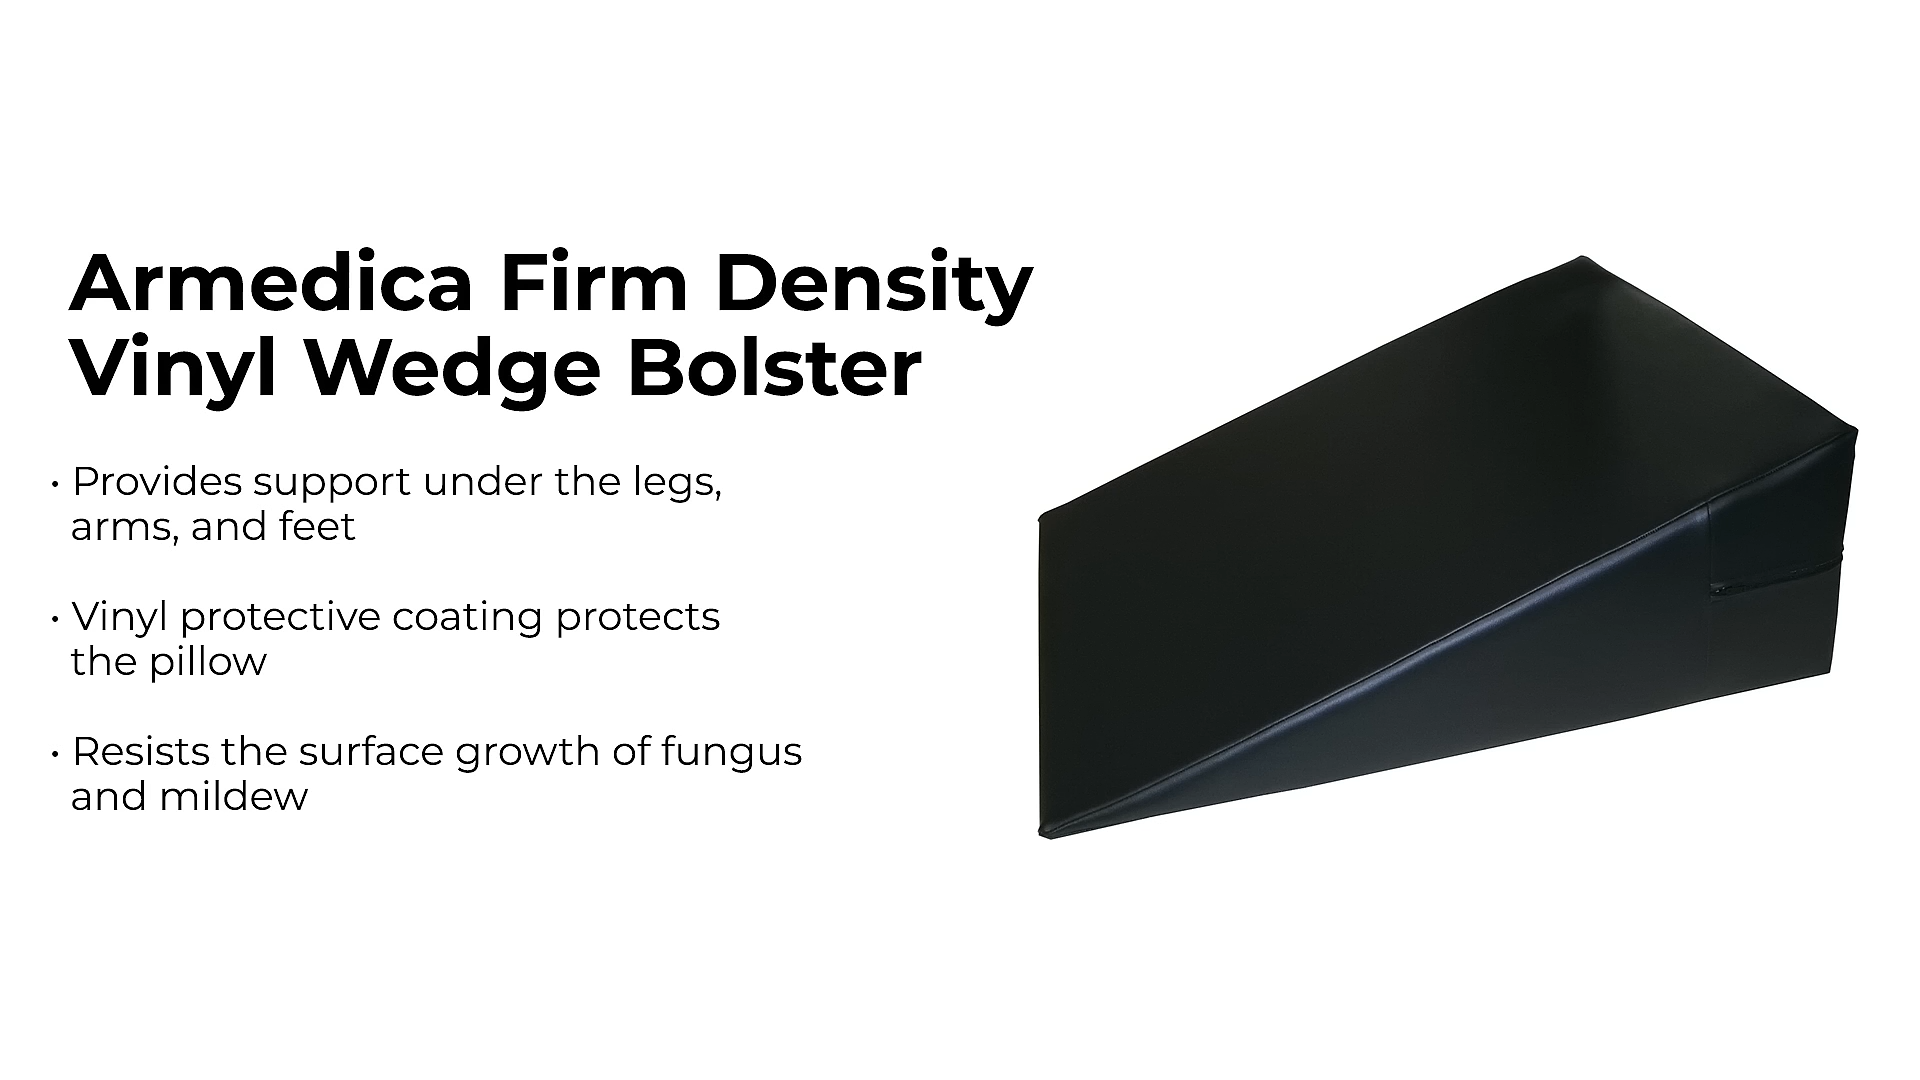 Armedica Firm Density
Vinyl Wedge Bolster
· Provides support under the legs,
arms, and feet
· Vinyl protective coating protects
the pillow
· Resists the surface growth of fungus
and mildew